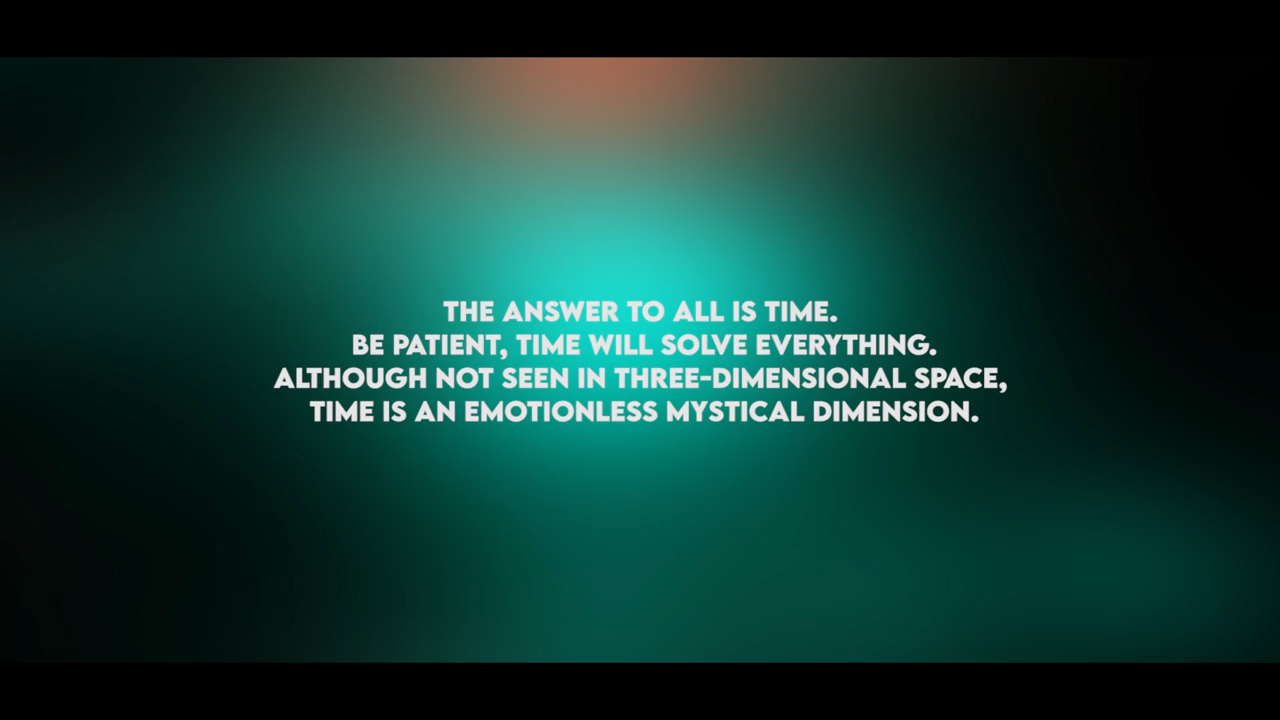 THE ANSWER TO ALL IS TIME.
BE PATIENT, TIME WILL SOLVE EVERYTHING.
ALTHOUGH NOT SEEN IN THREE-DIMENSIONAL SPACE,
TIME IS AN EMOTIONLESS MYSTICAL DIMENSION.